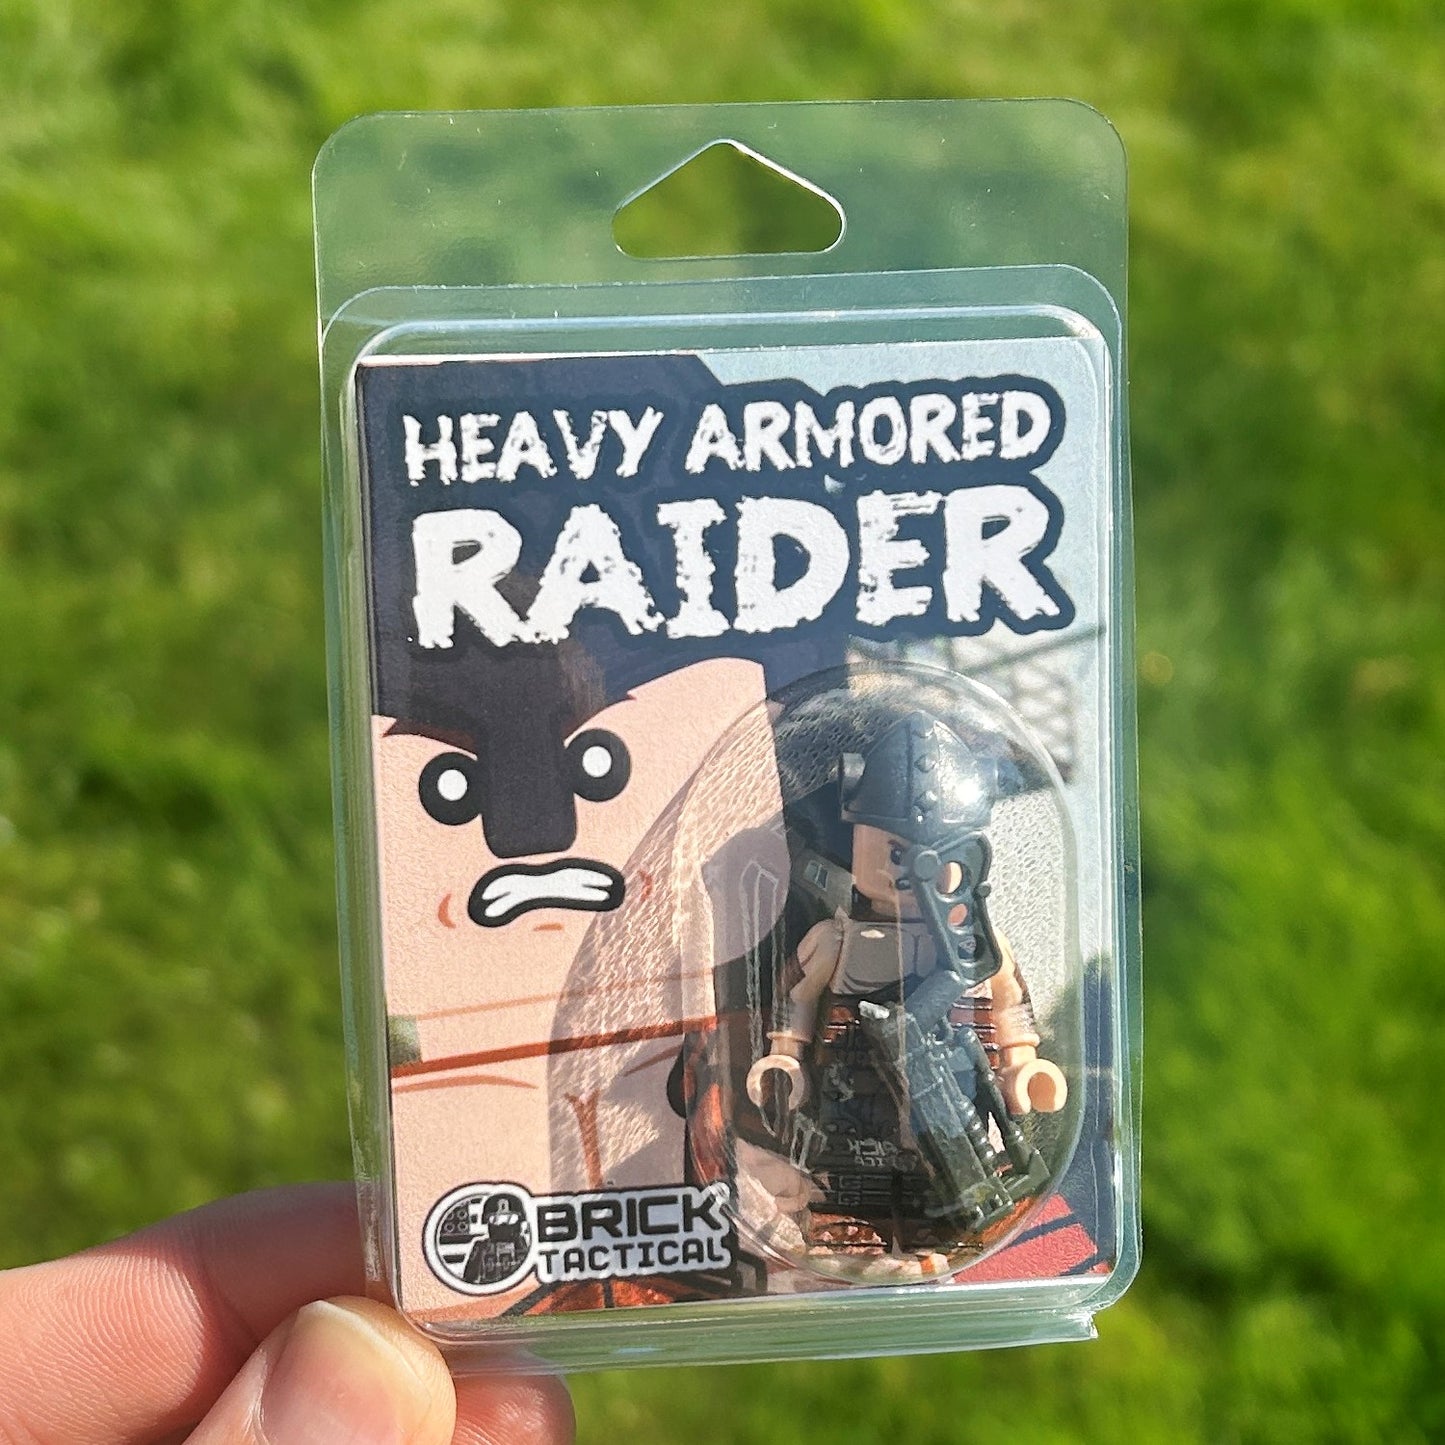 HEAVY ARMORED
RAIDER
BRICK
TACTICAL